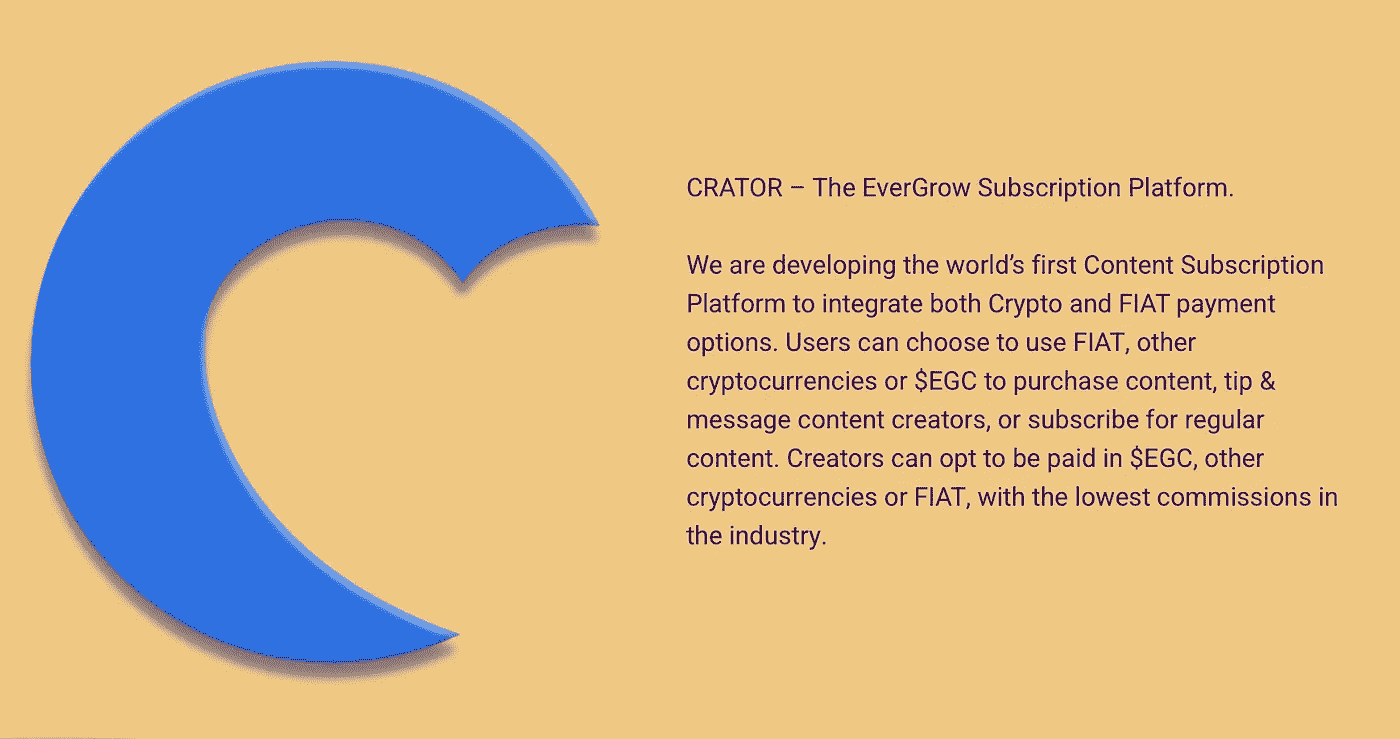 CRATOR – The EverGrow Subscription Platform.
We are developing the world’s first Content Subscription
Platform to integrate both Crypto and FIAT payment
options. Users can choose to use FIAT, other
cryptocurrencies or $EGC to purchase content, tip &
message content creators, or subscribe for regular
content. Creators can opt to be paid in $EGC, other
cryptocurrencies or FIAT, with the lowest commissions in
the industry.